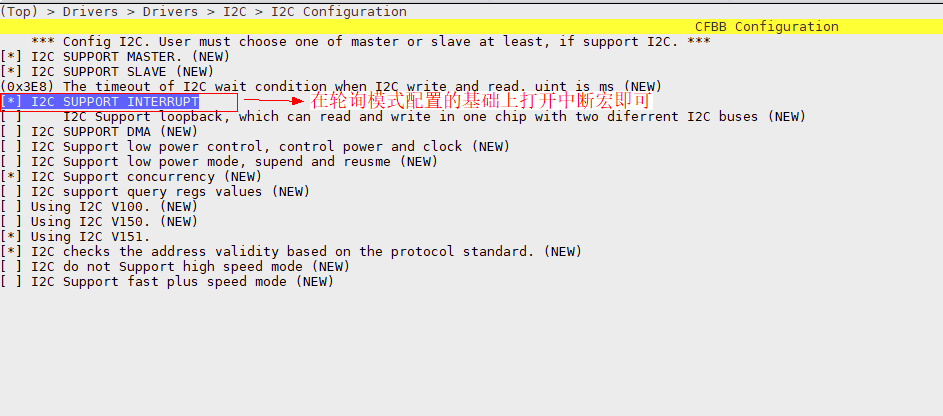 (Top) > Drivers > Drivers > I2C > I2C Configuration
CFBB Configuration
*** Config I2C. User must choose one of master or slave at least, if support I2C. ***
[*] I2C SUPPORT MASTER. (NEW)
[*] I2C SUPPORT SLAVE (NEW)
(0x3E8) The timeout of I2C wait condition when I2C write and read. uint is ms (NEW)
[*] I2C SUPPORT INTERRUPT 在轮询模式配置的基础上打开中断宏即可
[ ] I2C Support loopback, which can read and write in one chip with two diferrent I2C buses (NEW)
[ ] I2C SUPPORT DMA (NEW)
[ ] I2C Support low power control, control power and clock (NEW)
[ ] I2C Support low power mode, supend and reusme (NEW)
[*] I2C Support concurrency (NEW)
[ ] I2C support query regs values (NEW)
[ ] Using I2C V100. (NEW)
[ ] Using I2C V150. (NEW)
[*] Using I2C V151.
[*] I2C checks the address validity based on the protocol standard. (NEW)
[ ] I2C do not Support high speed mode (NEW)
[ ] I2C Support fast plus speed mode (NEW)